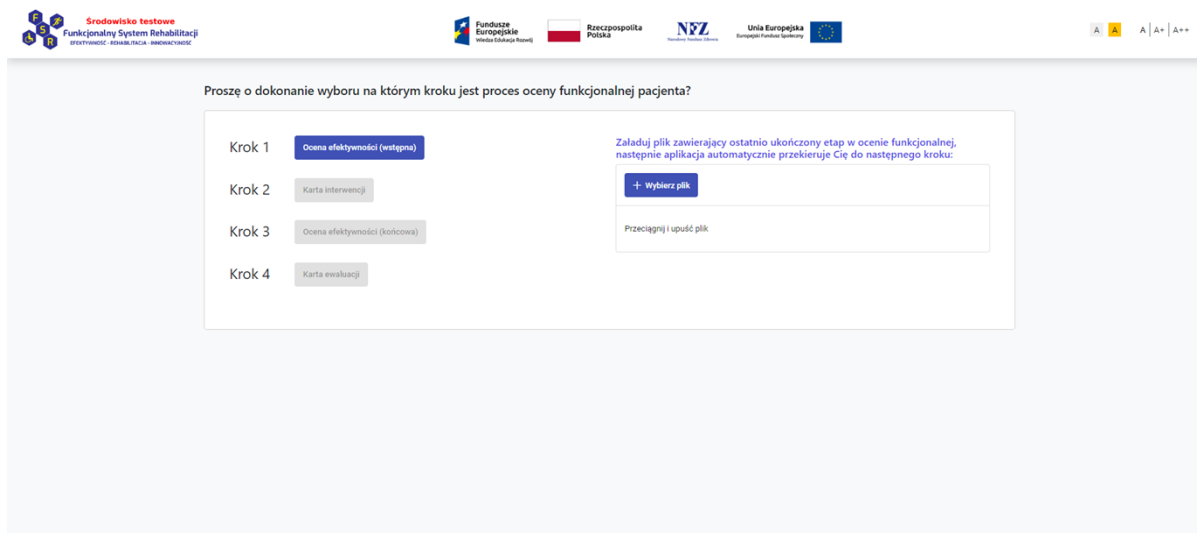 F
S
R
Środowisko testowe
Funkcjonalny System Rehabilitacji
EFEKTYWNOŚĆ - REHABILITACJA - INNOWACYJNOŚĆ
Fundusze
Europejskie
Wiedza Edukacja Rozwój
Rzeczpospolita
Polska
NFZ
Narodowy Fundusz Zdrowia
Unia Europejska
Europejski Fundusz Społeczny
A A A A+ A++
Proszę o dokonanie wyboru na którym kroku jest proces oceny funkcjonalnej pacjenta?
Krok 1 Ocena efektywności (wstępna)
Krok 2 Karta interwencji
Krok 3 Ocena efektywności (końcowa)
Krok 4 Karta ewaluacji
Załaduj plik zawierający ostatnio ukończony etap w ocenie funkcjonalnej,
następnie aplikacja automatycznie przekieruje Cię do następnego kroku:
+ Wybierz plik
Przeciągnij i upuść plik